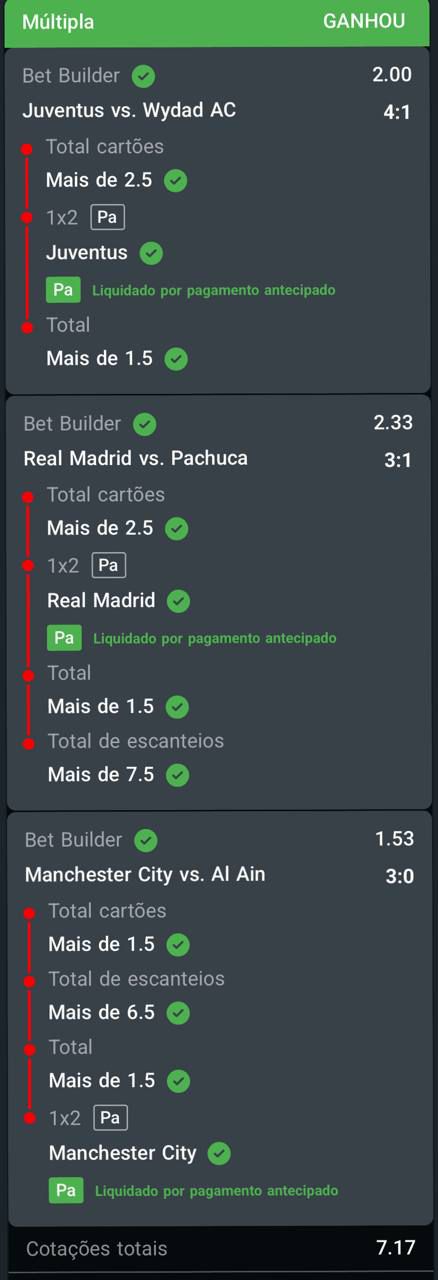 Múltipla GANHOU
Bet Builder 2.00
Juventus vs. Wydad AC 4:1
Total cartões
Mais de 2.5
1x2 Pa
Juventus
Pa Liquidado por pagamento antecipado
Total
Mais de 1.5
Bet Builder 2.33
Real Madrid vs. Pachuca 3:1
Total cartões
Mais de 2.5
1x2 Pa
Real Madrid
Pa Liquidado por pagamento antecipado
Total
Mais de 1.5
Total de escanteios
Mais de 7.5
Bet Builder 1.53
Manchester City vs. Al Ain 3:0
Total cartões
Mais de 1.5
Total de escanteios
Mais de 6.5
Total
Mais de 1.5
1x2 Pa
Manchester City
Pa Liquidado por pagamento antecipado
Cotações totais 7.17